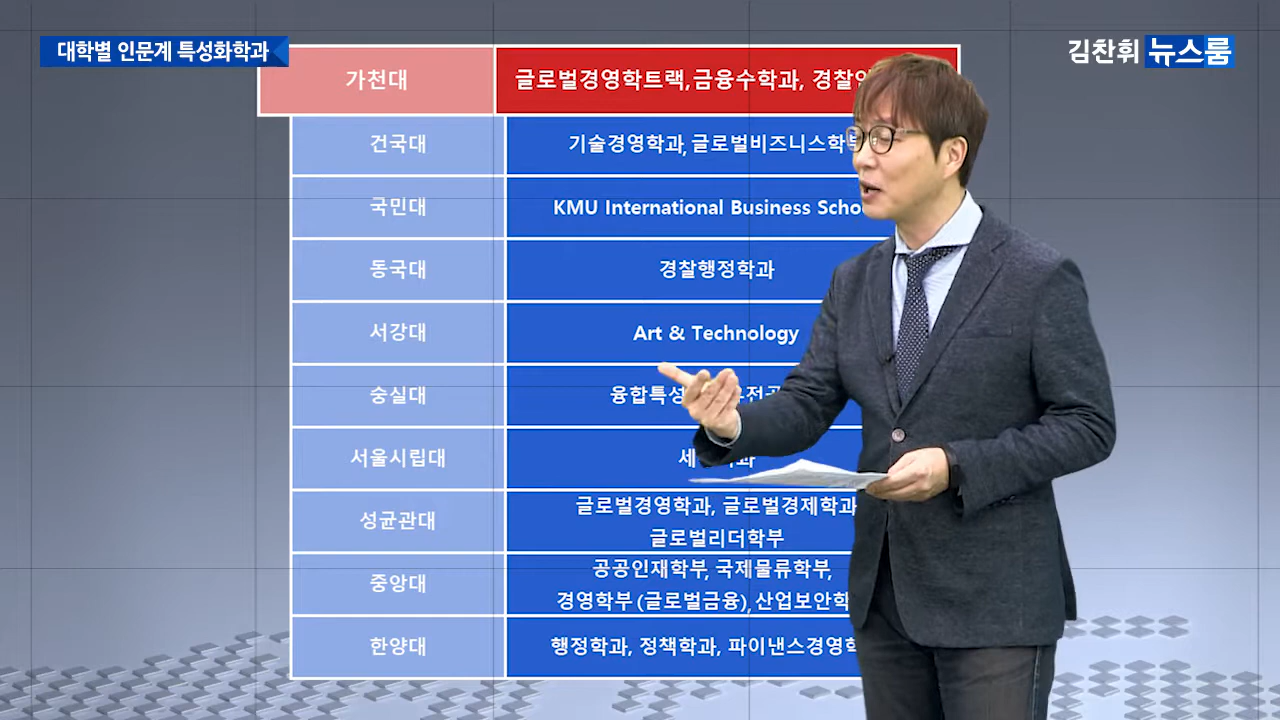 대학별 인문계 특성화학과
김찬휘 뉴스룸
가천대 글로벌경영학트랙, 금융수학과,
건국대 기술경영학과, 글로벌비즈니스학
국민대 KMU International Business
동국대 경찰행정학과
서강대 Art & Technology
숭실대
서울시립대
성균관대 글로벌경영학과, 글로벌경제학과
글로벌리더학부
중앙대 공공인재학부, 국제물류학부,
경영학부 (글로벌금융), 산업보안학
한양대 행정학과, 정책학과, 파이낸스경영학